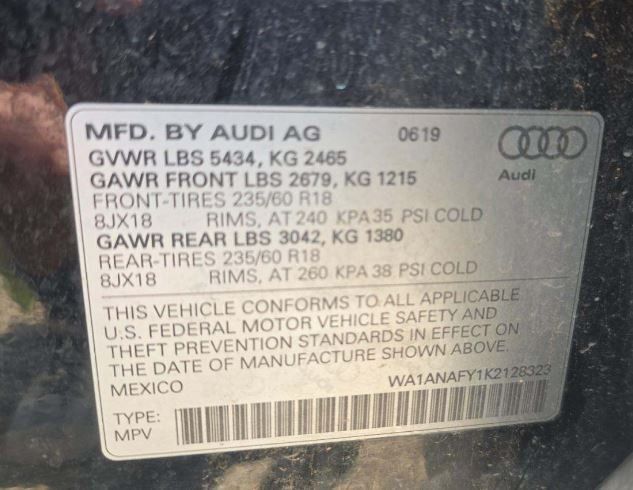 MFD. BY AUDI AG 0619
GVWR LBS 5434, KG 2465
GAWR FRONT LBS 2679, KG 1215
Audi
FRONT-TIRES 235/60 R18
8JX18 RIMS, AT 240 KPA 35 PSI COLD
GAWR REAR LBS 3042, KG 1380
REAR-TIRES 235/60 R18
8JX18 RIMS, AT 260 KPA 38 PSI COLD
THIS VEHICLE CONFORMS TO ALL APPLICABLE
U.S. FEDERAL MOTOR VEHICLE SAFETY AND
THEFT PREVENTION STANDARDS IN EFFECT ON
THE DATE OF MANUFACTURE SHOWN ABOVE.
MEXICO WA1ANAFY1K2128323
TYPE:
MPV